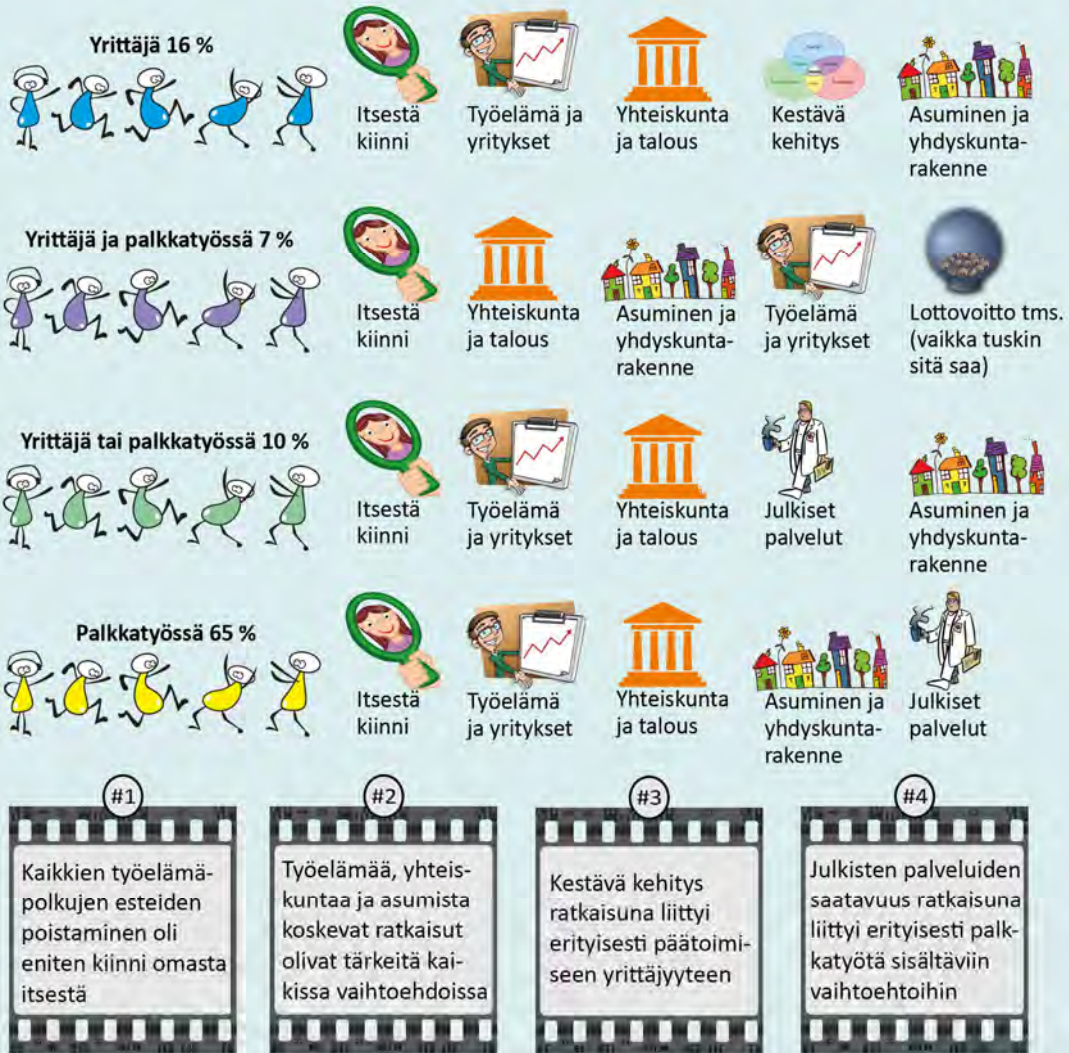 Yrittäjä 16 %
Itsestä
kiinni
Työelämä ja
yritykset
Yhteiskunta
ja talous
Kestävä
kehitys
Asuminen ja
yhdyskunta-
rakenne
Yrittäjä ja palkkatyössä 7 %
Itsestä
kiinni
Yhteiskunta
ja talous
Asuminen ja
yhdyskunta-
rakenne
Työelämä
ja yritykset
Lottovoitto tms.
(vaikka tuskin
sitä saa)
Yrittäjä tai palkkatyössä 10 %
Itsestä
kiinni
Työelämä
ja yritykset
Yhteiskunta
ja talous
Julkiset
palvelut
Asuminen ja
yhdyskunta-
rakenne
Palkkatyössä 65 %
Itsestä
kiinni
Työelämä
ja yritykset
Yhteiskunta
ja talous
Asuminen ja
yhdyskunta-
rakenne
Julkiset
palvelut
#1
Kaikkien työelämä-
polkujen esteiden
poistaminen oli
eniten kiinni omasta
itsestä
#2
Työelämää, yhteis-
kuntaa ja asumista
koskevat ratkaisut
olivat tärkeitä kai-
kissa vaihtoehdoissa
#3
Kestävä kehitys
ratkaisuna liittyi
erityisesti päätoimi-
seen yrittäjyyteen
#4
Julkisten palveluiden
saatavuus ratkaisuna
liittyi erityisesti palk-
katyötä sisältäviin
vaihtoehtoihin